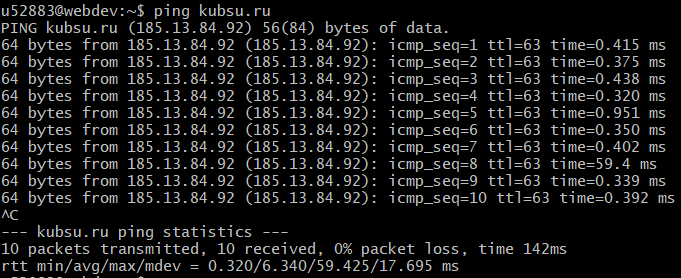 u52883@webdev:~$ ping kubsu.ru
PING kubsu.ru (185.13.84.92) 56(84) bytes of data.
64 bytes from 185.13.84.92 (185.13.84.92): icmp_seq=1 ttl=63 time=0.415 ms
64 bytes from 185.13.84.92 (185.13.84.92): icmp_seq=2 ttl=63 time=0.375 ms
64 bytes from 185.13.84.92 (185.13.84.92): icmp_seq=3 ttl=63 time=0.438 ms
64 bytes from 185.13.84.92 (185.13.84.92): icmp_seq=4 ttl=63 time=0.320 ms
64 bytes from 185.13.84.92 (185.13.84.92): icmp_seq=5 ttl=63 time=0.951 ms
64 bytes from 185.13.84.92 (185.13.84.92): icmp_seq=6 ttl=63 time=0.350 ms
64 bytes from 185.13.84.92 (185.13.84.92): icmp_seq=7 ttl=63 time=0.402 ms
64 bytes from 185.13.84.92 (185.13.84.92): icmp_seq=8 ttl=63 time=59.4 ms
64 bytes from 185.13.84.92 (185.13.84.92): icmp_seq=9 ttl=63 time=0.339 ms
64 bytes from 185.13.84.92 (185.13.84.92): icmp_seq=10 ttl=63 time=0.392 ms
^C
--- kubsu.ru ping statistics ---
10 packets transmitted, 10 received, 0% packet loss, time 142ms
rtt min/avg/max/mdev = 0.320/6.340/59.425/17.695 ms